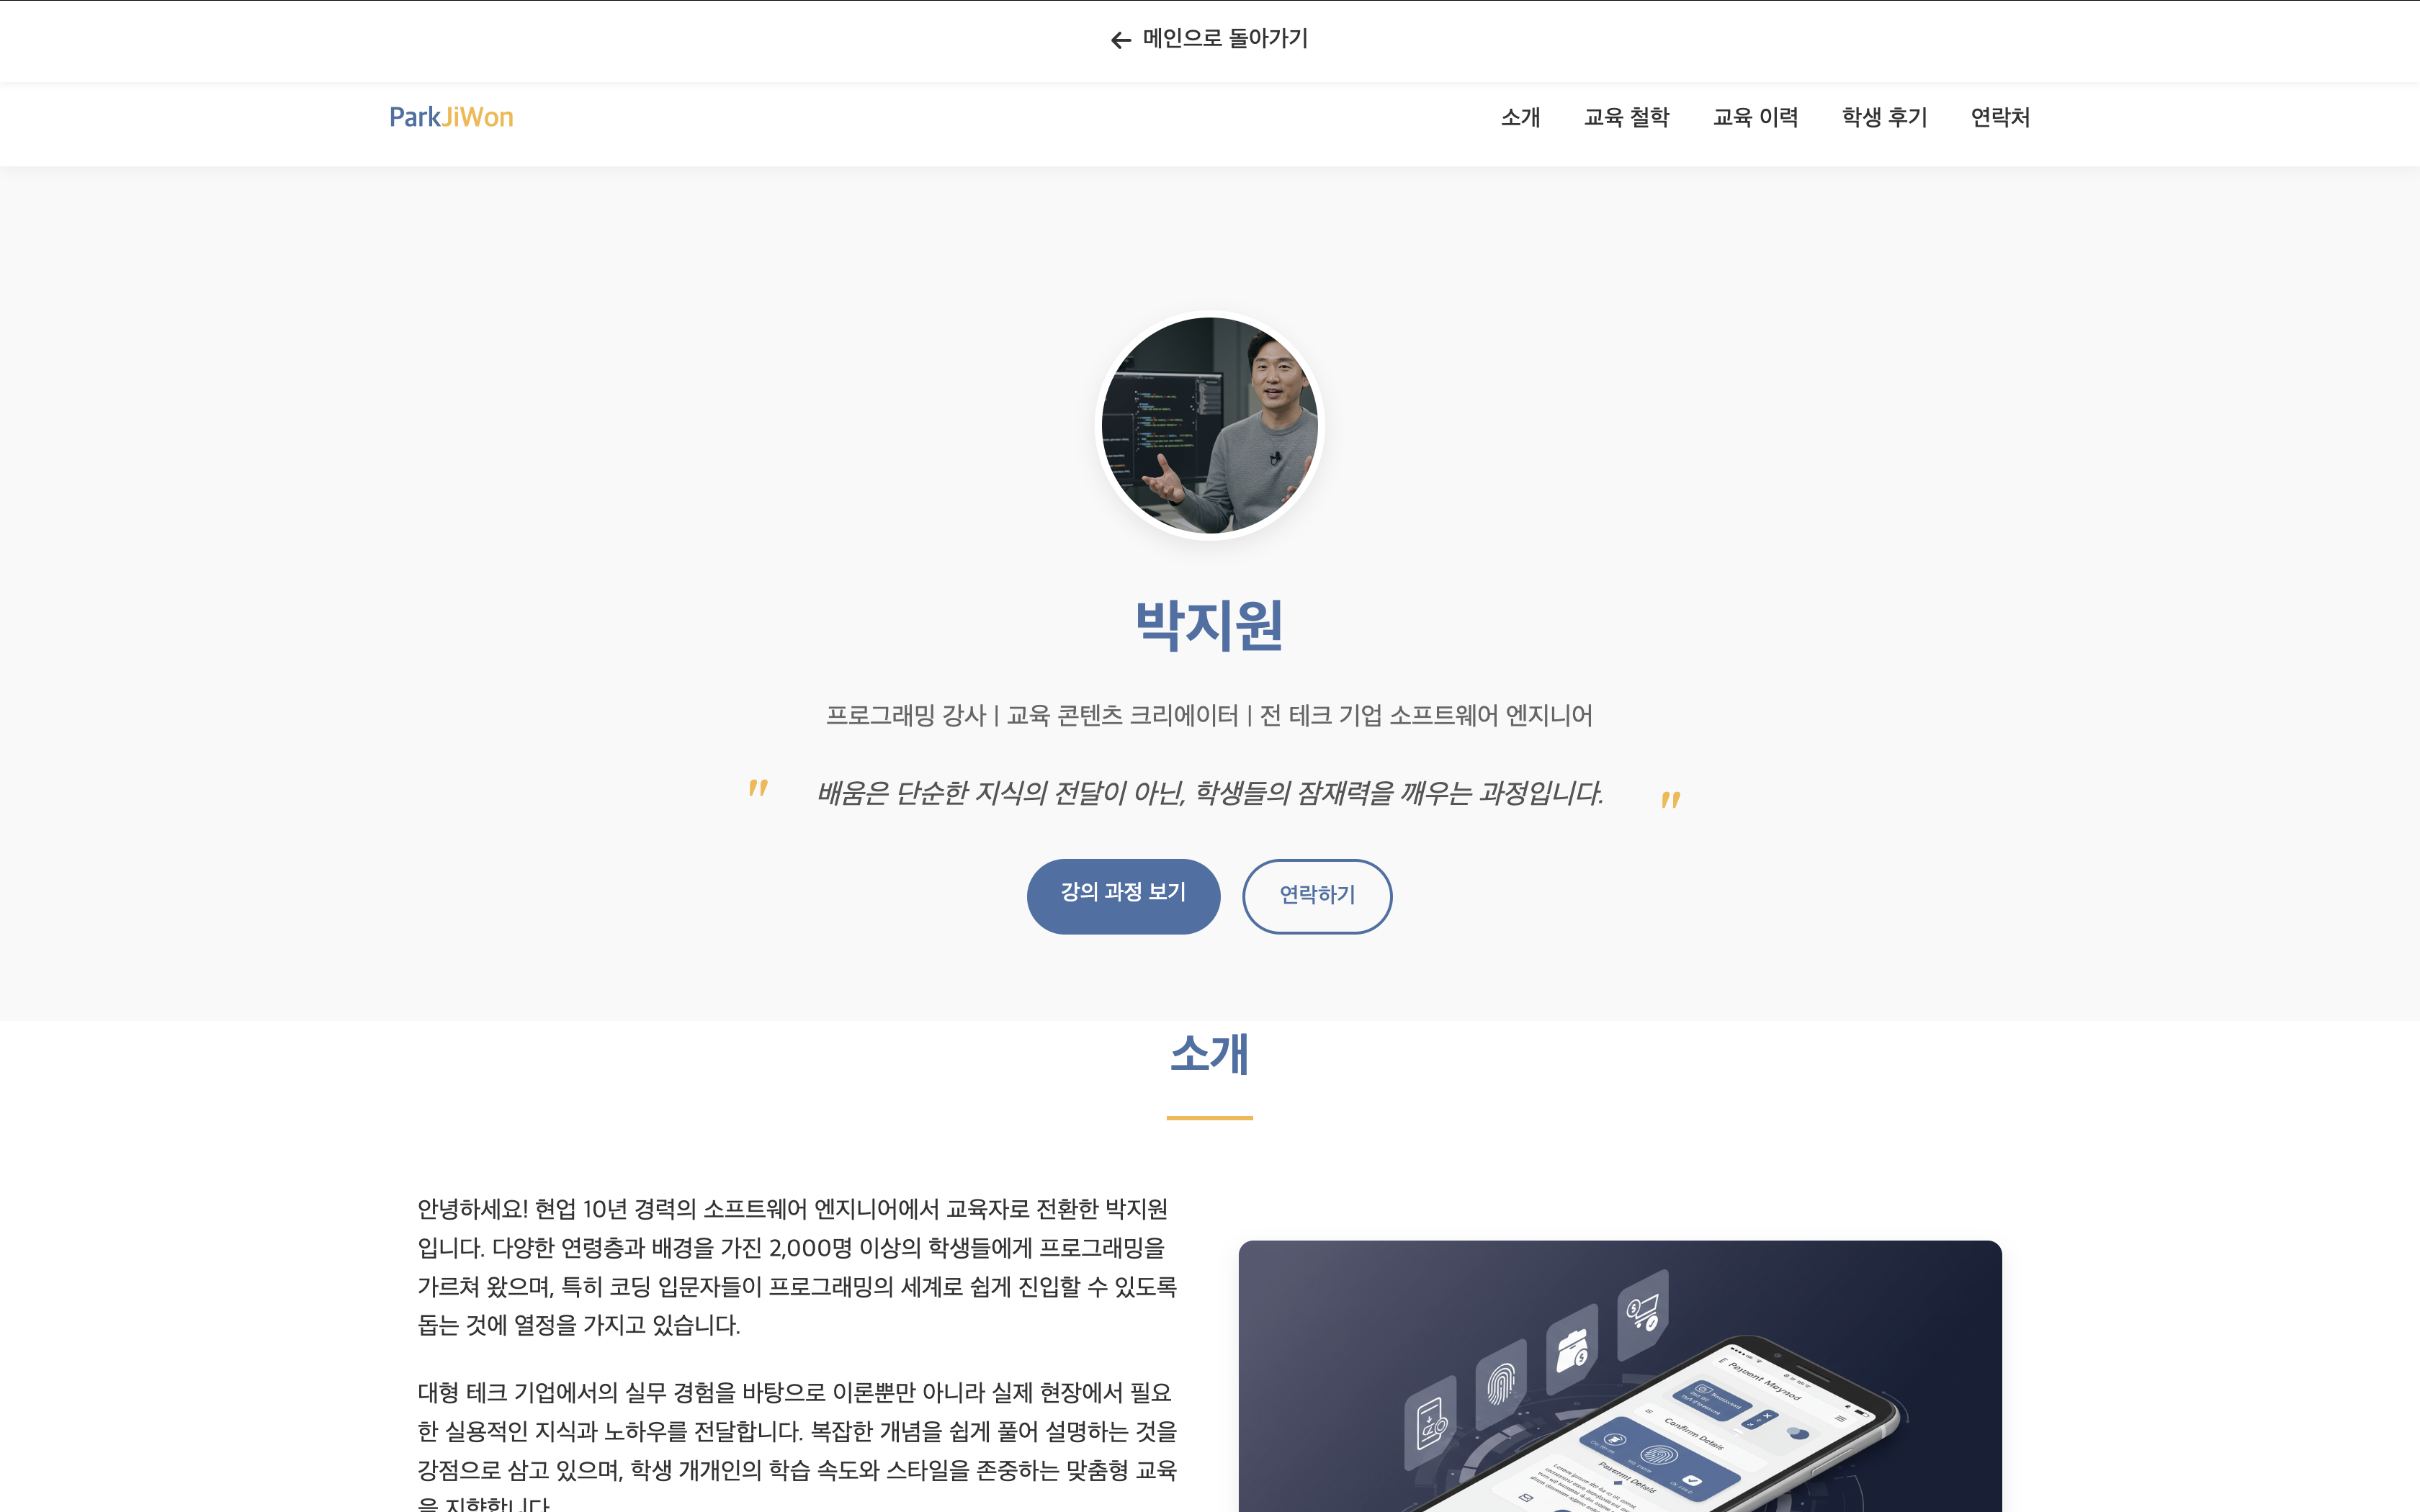 ← 메인으로 돌아가기
ParkJiWon
소개 교육 철학 교육 이력 학생 후기 연락처
박지원
프로그래밍 강사 | 교육 콘텐츠 크리에이터 | 전 테크 기업 소프트웨어 엔지니어
" 배움은 단순한 지식의 전달이 아닌, 학생들의 잠재력을 깨우는 과정입니다. "
강의 과정 보기 연락하기
소개
안녕하세요! 현업 10년 경력의 소프트웨어 엔지니어에서 교육자로 전환한 박지원
입니다. 다양한 연령층과 배경을 가진 2,000명 이상의 학생들에게 프로그래밍을
가르쳐 왔으며, 특히 코딩 입문자들이 프로그래밍의 세계로 쉽게 진입할 수 있도록
돕는 것에 열정을 가지고 있습니다.
대형 테크 기업에서의 실무 경험을 바탕으로 이론뿐만 아니라 실제 현장에서 필요
한 실용적인 지식과 노하우를 전달합니다. 복잡한 개념을 쉽게 풀어 설명하는 것을
강점으로 삼고 있으며, 학생 개개인의 학습 속도와 스타일을 존중하는 맞춤형 교육
을 지향합니다.
Payment Maynod
Confirm Details
Payermt Detald